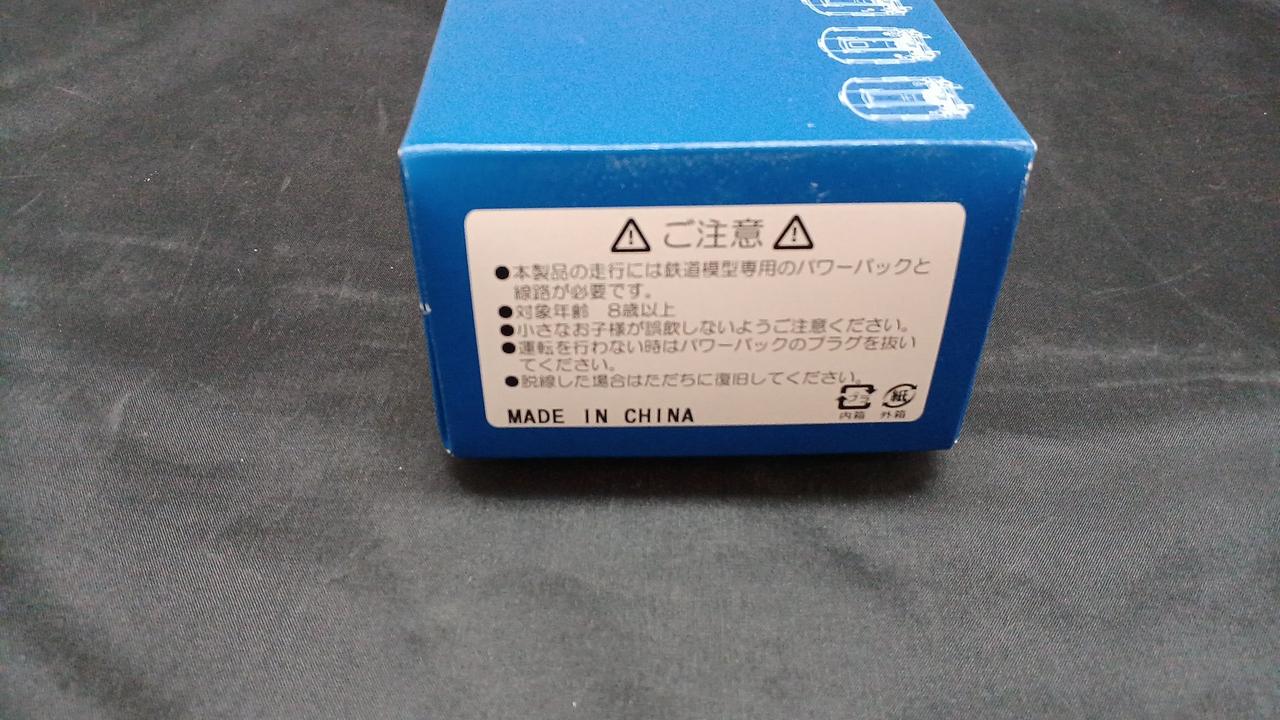 ⚠ご注意⚠
●本製品の走行には鉄道模型専用のパワーパックと
線路が必要です。
●対象年齢 8歳以上
●小さなお子様が誤飲しないようご注意ください。
●運転を行わない時はパワーパックのプラグを抜い
てください。
●脱線した場合はただちに復旧してください。
プラ 紙
内箱 外箱
MADE IN CHINA